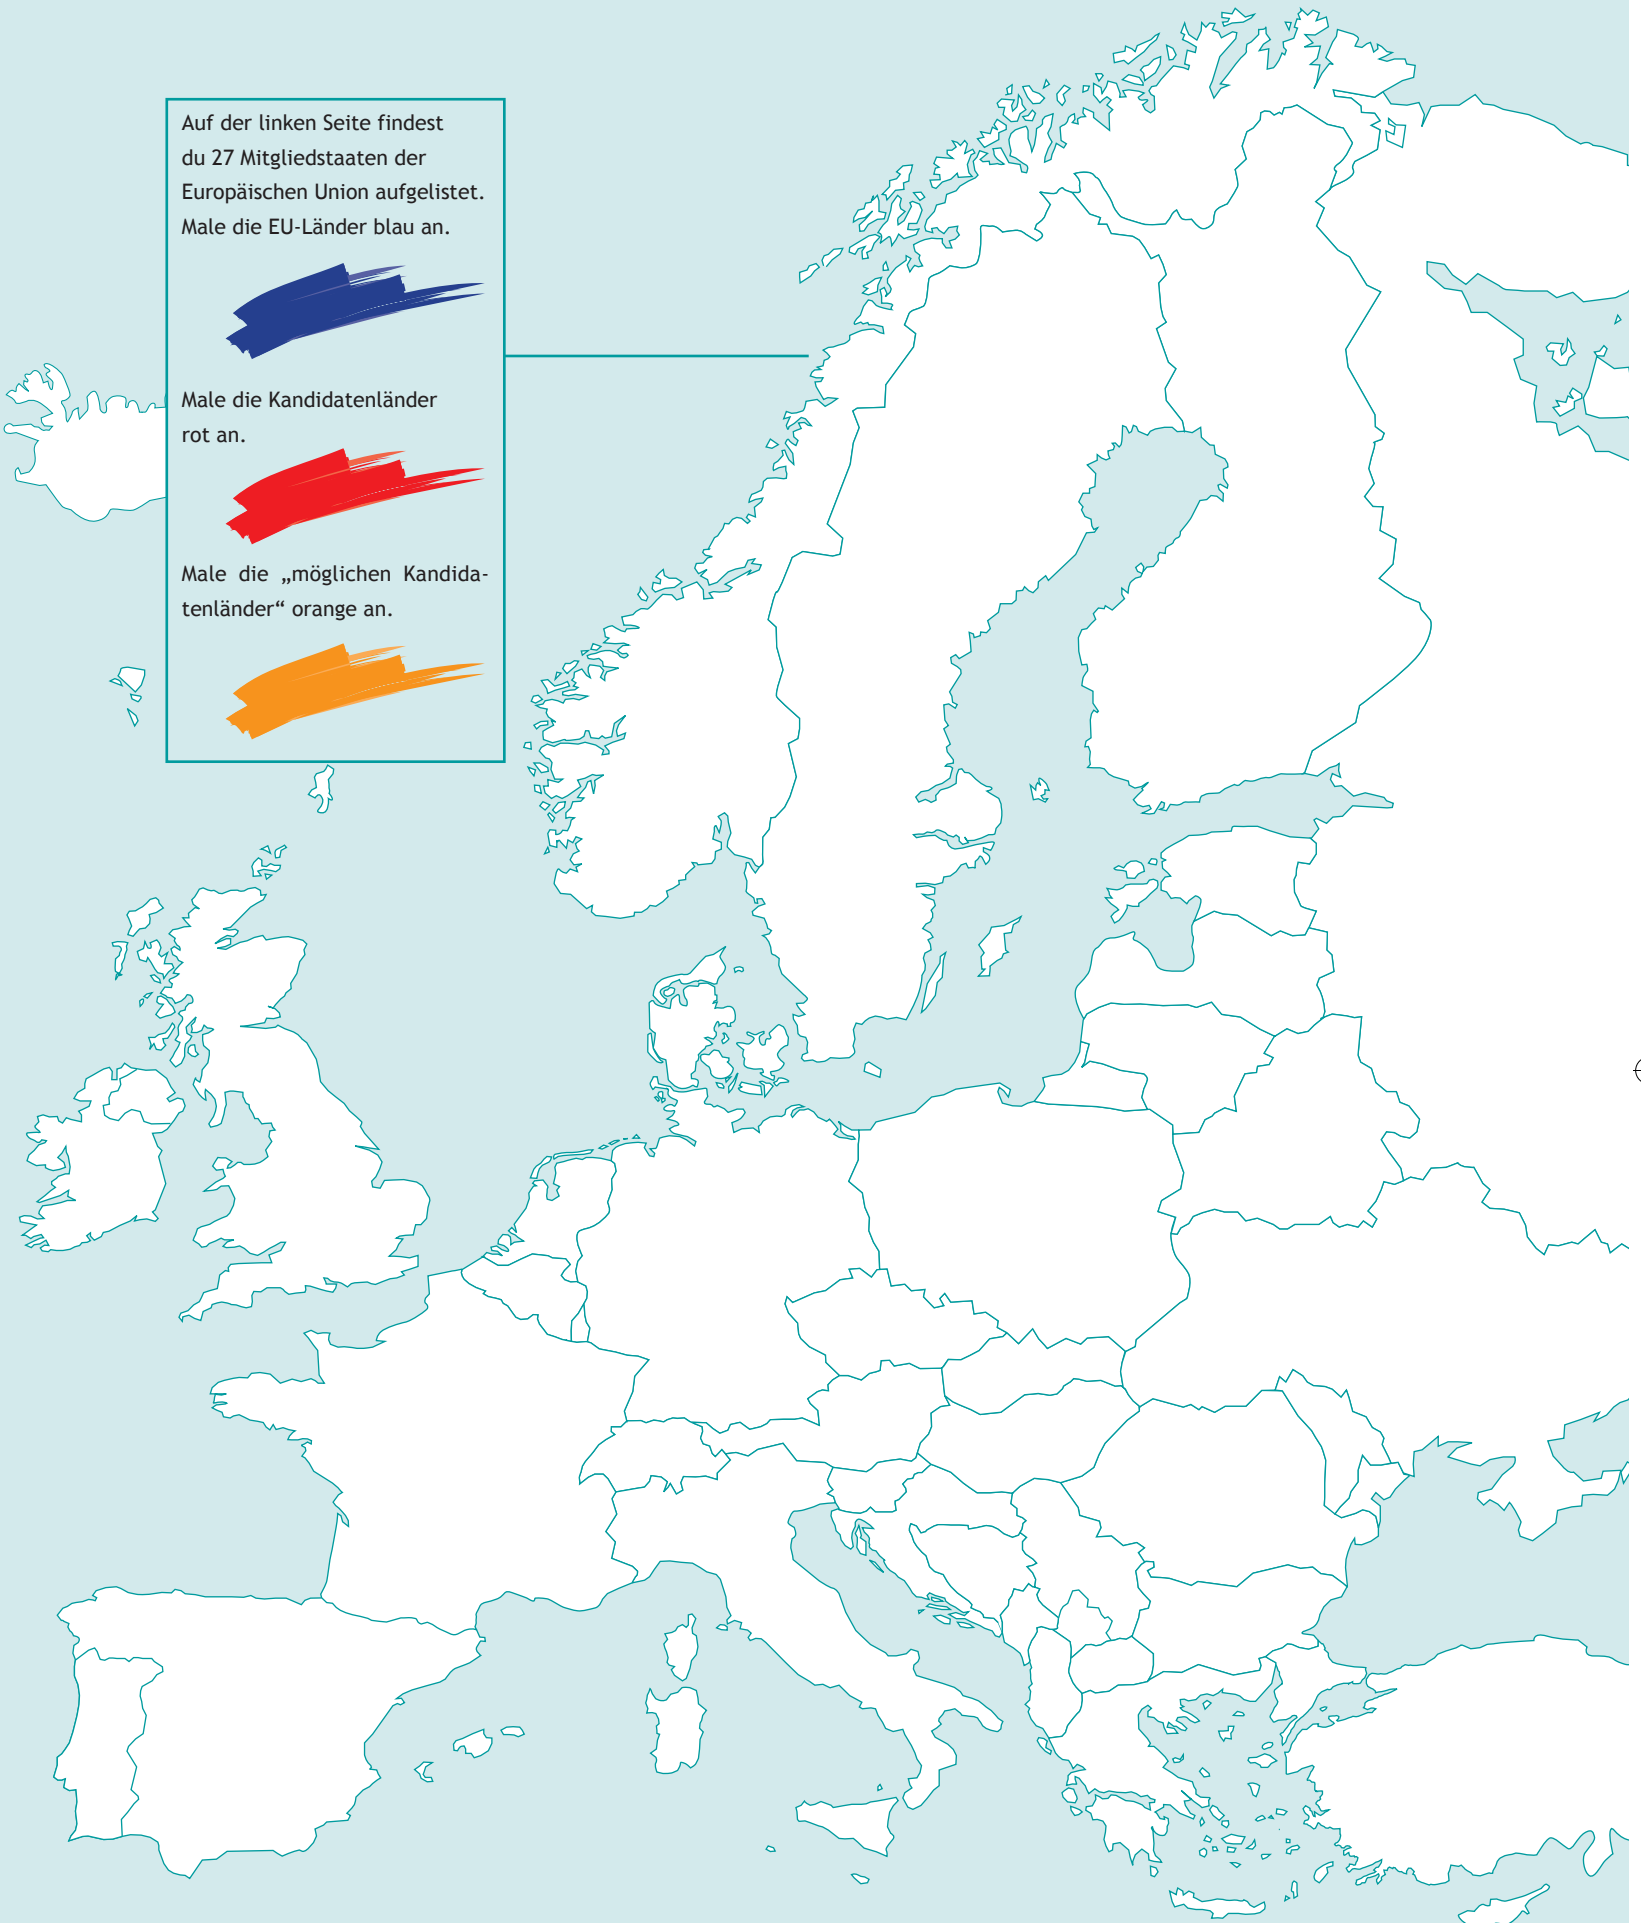 Auf der linken Seite findest
du 27 Mitgliedstaaten der
Europäischen Union aufgelistet.
Male die EU-Länder blau an.
Male die Kandidatenländer
rot an.
Male die „möglichen Kandida-
tenländer“ orange an.